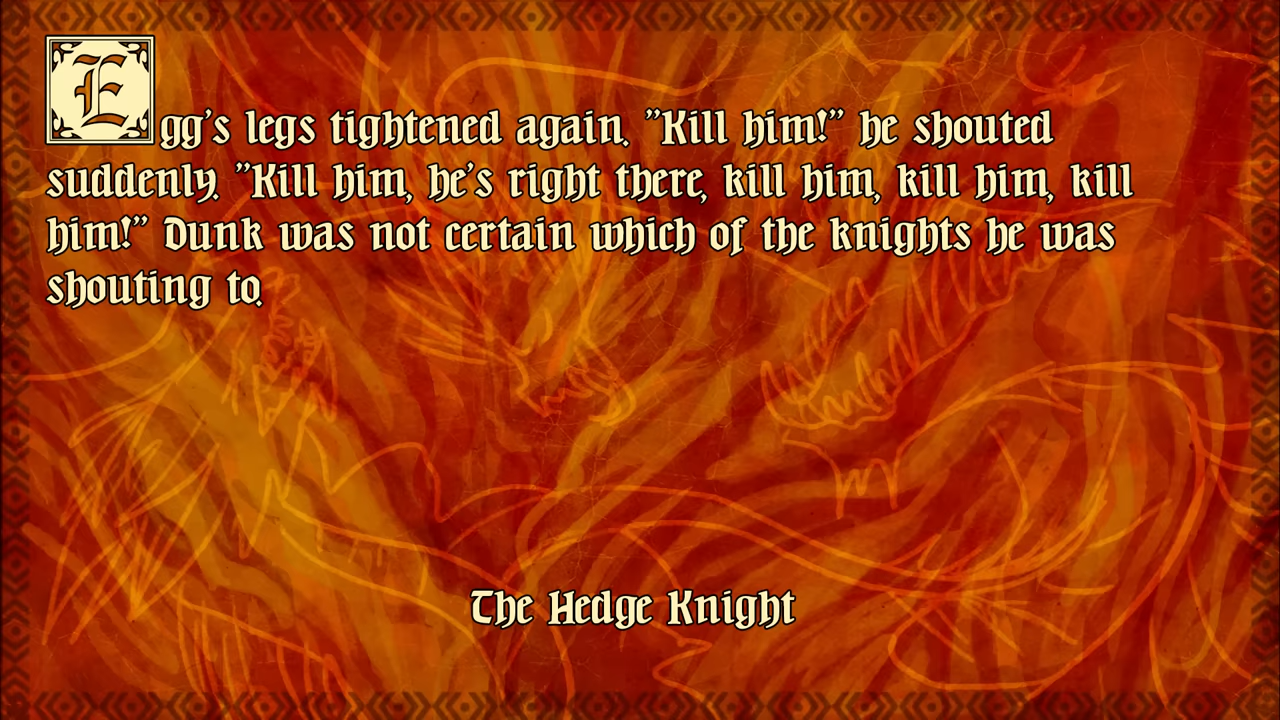 Egg's legs tightened again. "Kill him!" he shouted
suddenly. "Kill him, he's right there, kill him, kill him, kill
him!" Dunk was not certain which of the knights he was
shouting to.
The Hedge Knight